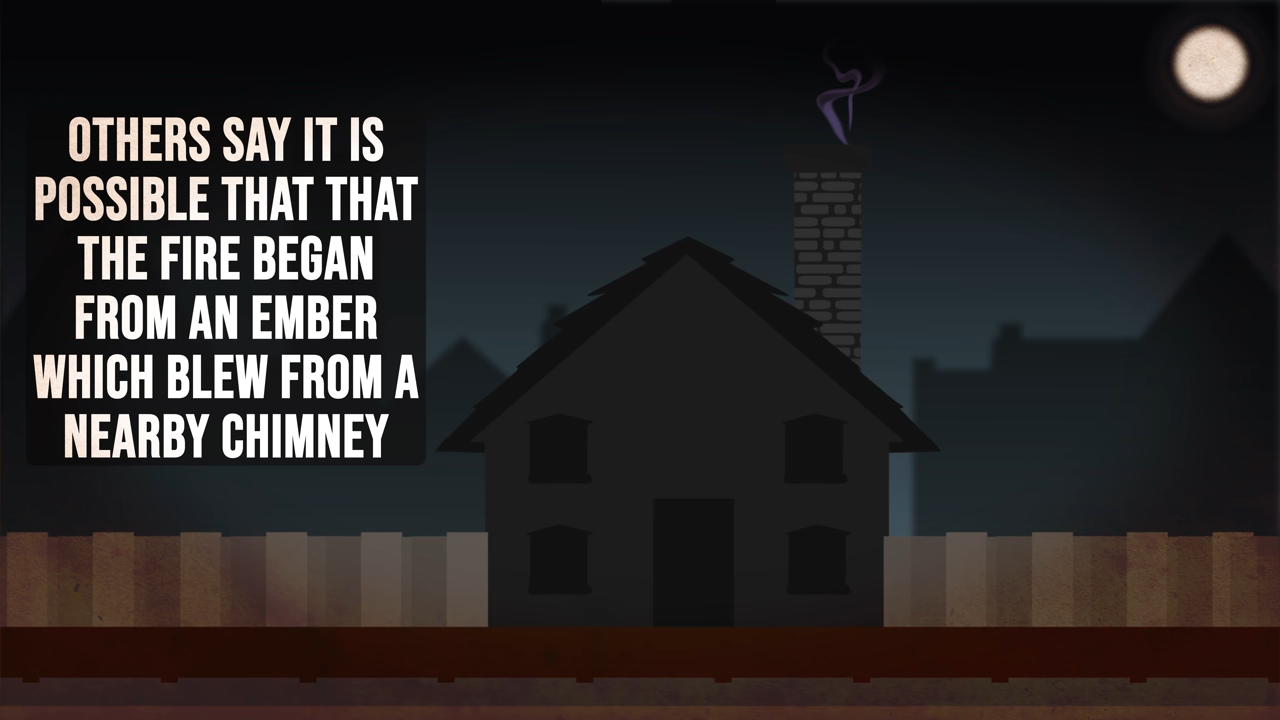 OTHERS SAY IT IS
POSSIBLE THAT THAT
THE FIRE BEGAN
FROM AN EMBER
WHICH BLEW FROM A
NEARBY CHIMNEY